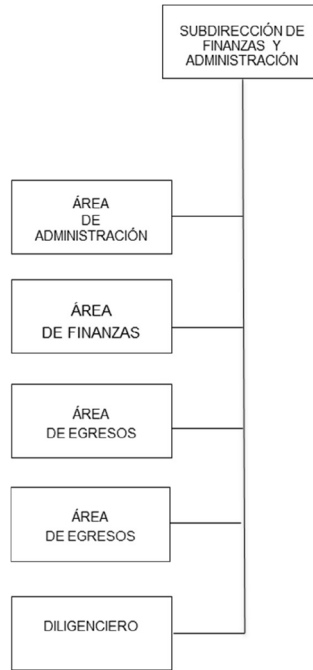 SUBDIRECCIÓN DE
FINANZAS Y
ADMINISTRACIÓN
ÁREA
DE
ADMINISTRACIÓN
ÁREA
DE FINANZAS
ÁREA
DE EGRESOS
ÁREA
DE EGRESOS
DILIGENCIERO